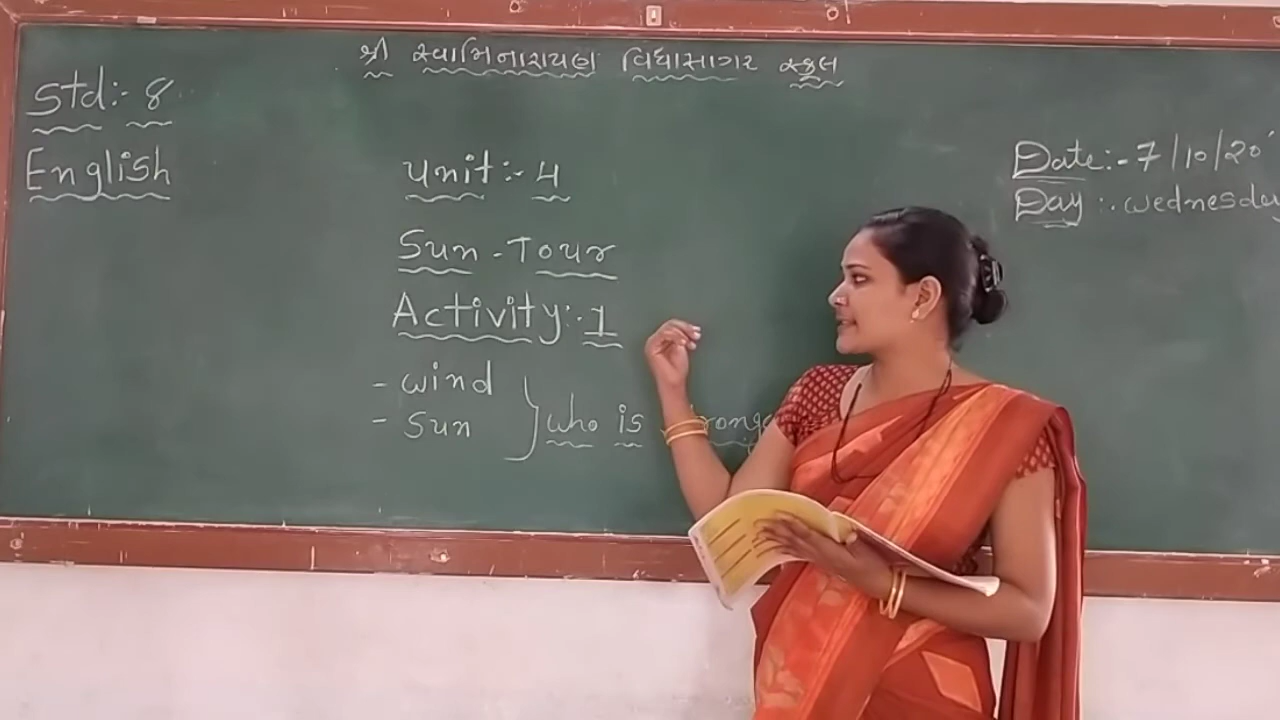 શ્રી સ્વામિનારાયણ વિદ્યાસાગર સ્કૂલ
Std:- 8
English
Unit:- 4
Date:- 7/10/20
Day:- wednesday
Sun - Tour
Activity:- 1
- wind
- Sun } who is